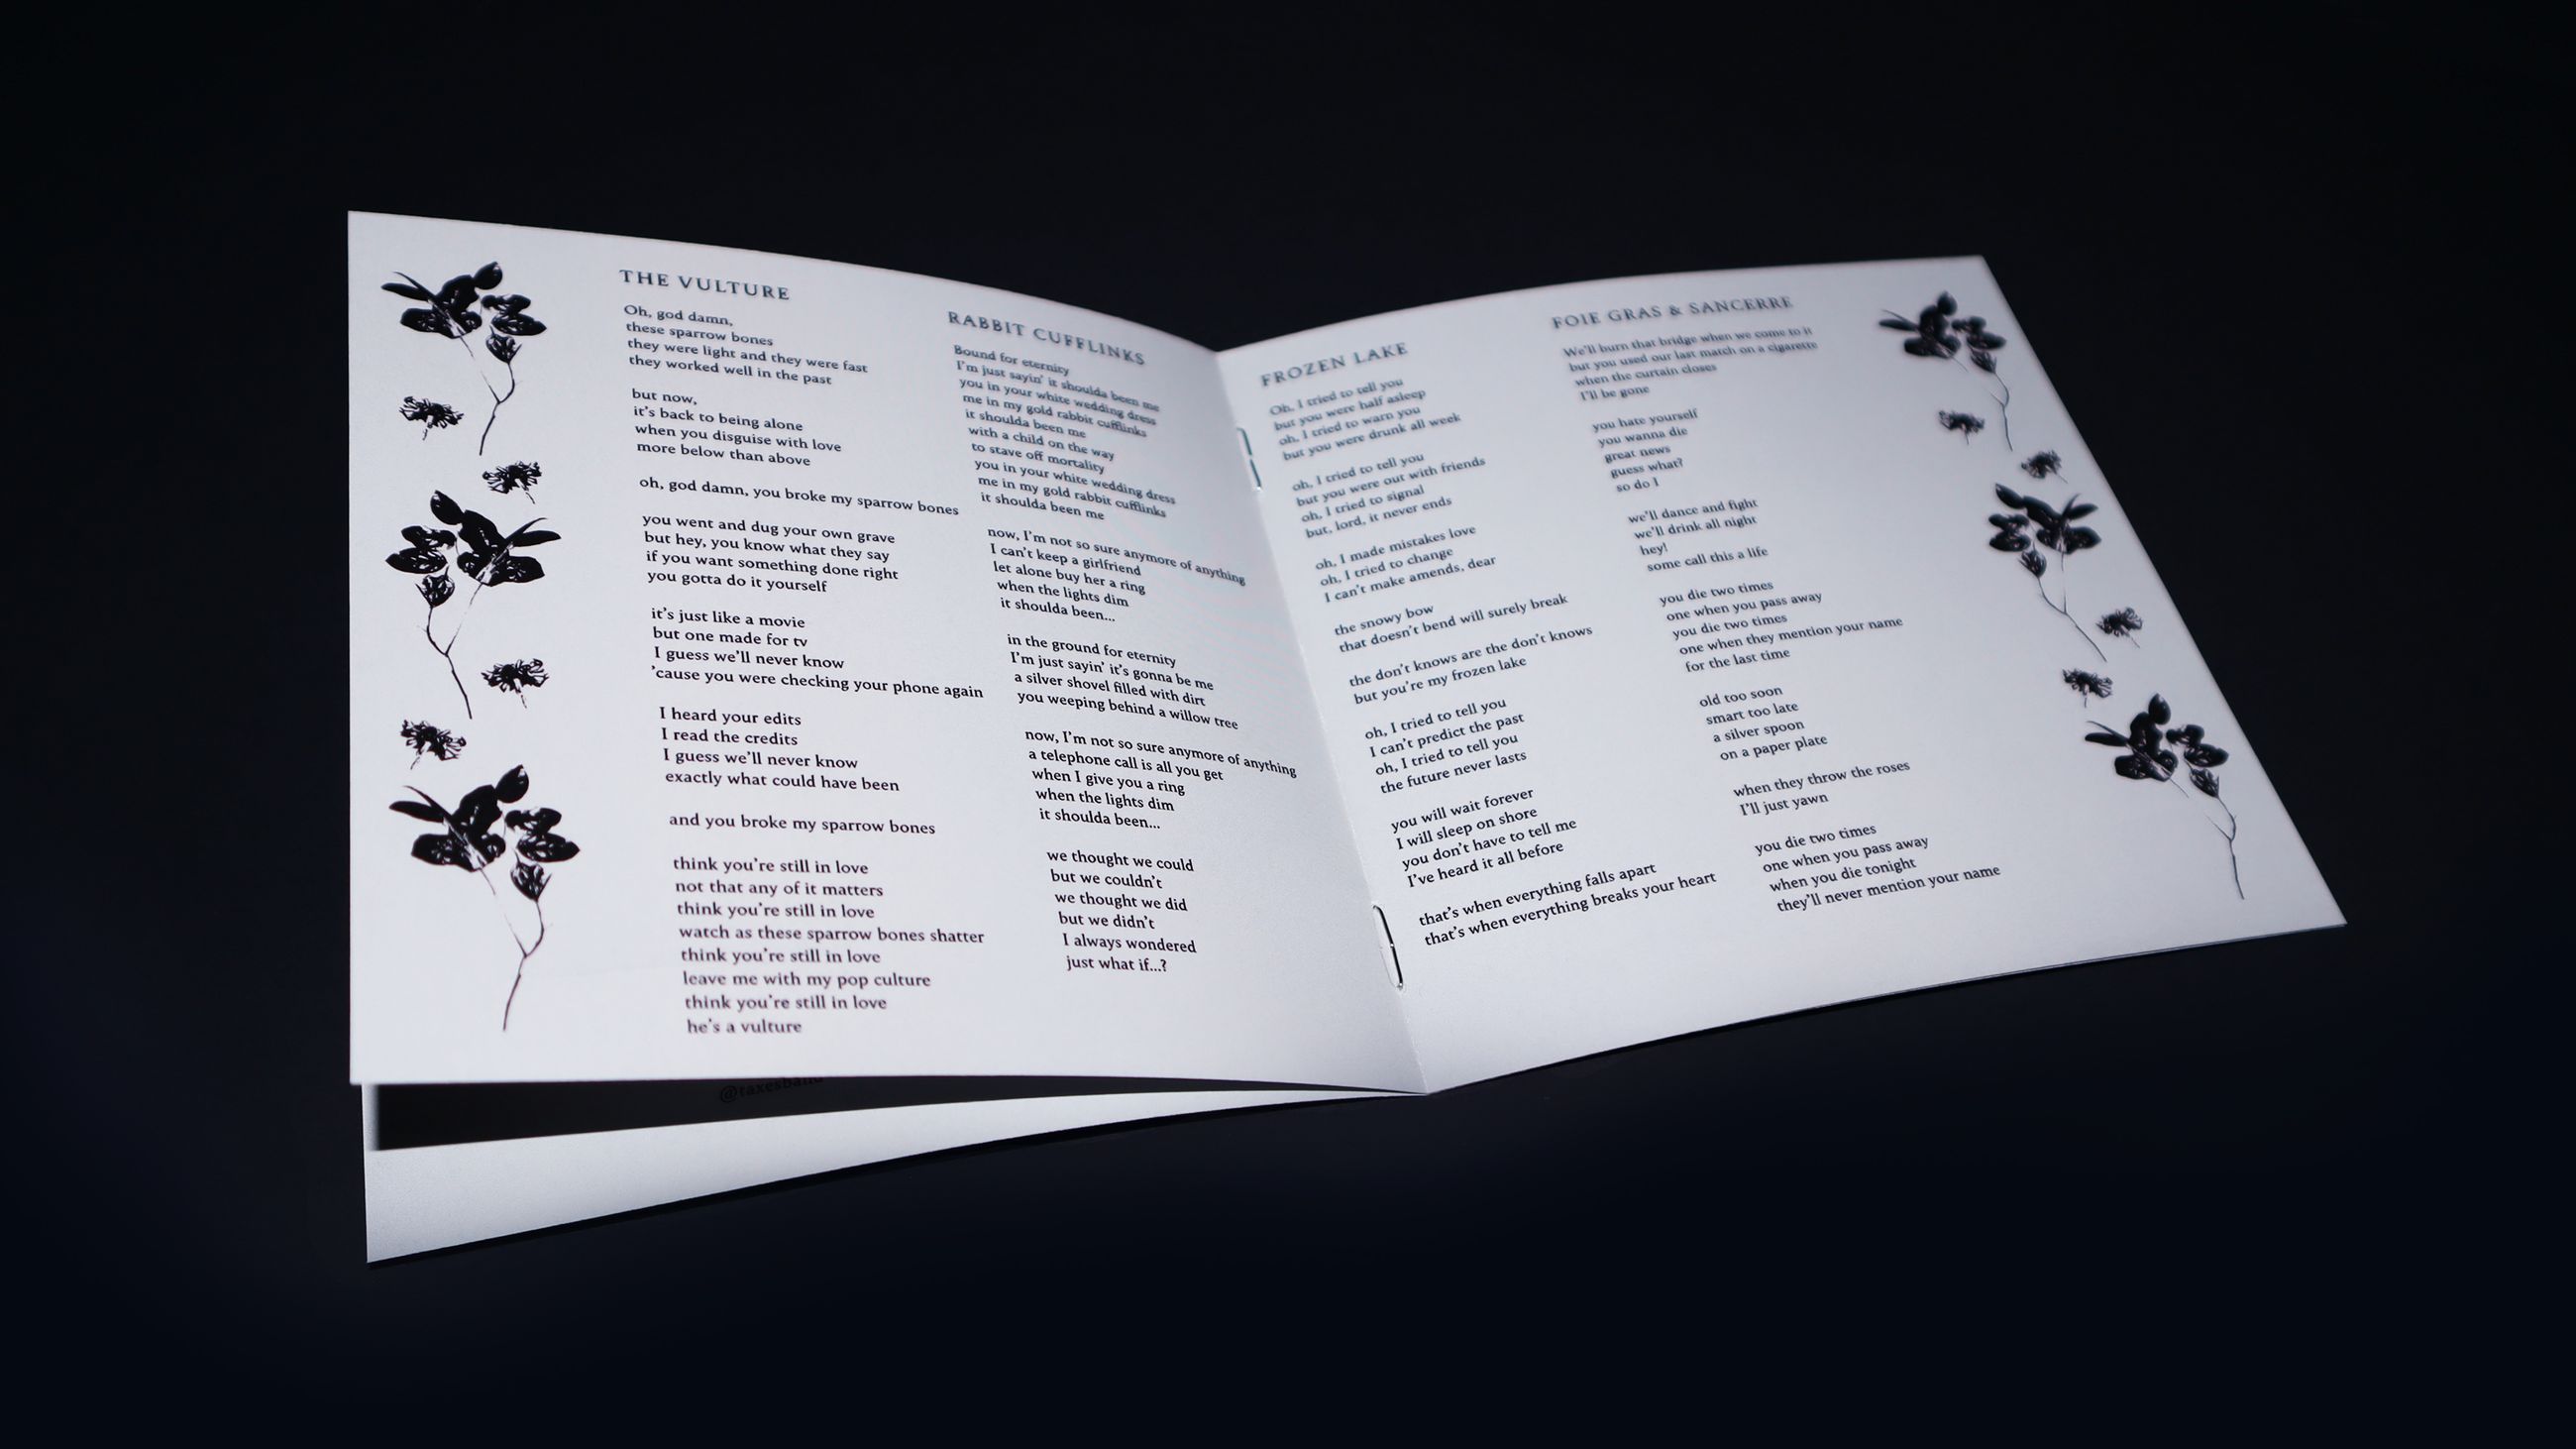 THE VULTURE
Oh, god damn,
these sparrow bones
they were light and they were fast
they worked well in the past
but now,
it's back to being alone
when you disguise with love
more below than above
oh, god damn, you broke my sparrow bones
you went and dug your own grave
but hey, you know what they say
if you want something done right
you gotta do it yourself
it's just like a movie
but one made for tv
I guess we'll never know
'cause you were checking your phone again
I heard your edits
I read the credits
I guess we'll never know
exactly what could have been
and you broke my sparrow bones
think you're still in love
not that any of it matters
think you're still in love
watch as these sparrow bones shatter
think you're still in love
leave me with my pop culture
think you're still in love
he's a vulture
RABBIT CUFFLINKS
Bound for eternity
I'm just sayin' it shoulda been me
you in your white wedding dress
me in my gold rabbit cufflinks
it shoulda been me
with a child on the way
to stave off mortality
you in your white wedding dress
me in my gold rabbit cufflinks
it shoulda been me
now, I'm not so sure anymore of anything
I can't keep a girlfriend
let alone buy her a ring
when the lights dim
it shoulda been...
in the ground for eternity
I'm just sayin' it's gonna be me
a silver shovel filled with dirt
you weeping behind a willow tree
now, I'm not so sure anymore of anything
a telephone call is all you get
when I give you a ring
when the lights dim
it shoulda been...
we thought we could
but we couldn't
we thought we did
but we didn't
I always wondered
just what if...?
FROZEN LAKE
Oh, I tried to tell you
but you were half asleep
oh, I tried to warn you
but you were drunk all week
oh, I tried to tell you
but you were out with friends
oh, I tried to signal
but, lord, it never ends
oh, I made mistakes love
oh, I tried to change
I can't make amends, dear
the snowy bow
that doesn't bend will surely break
the don't knows are the don't knows
but you're my frozen lake
oh, I tried to tell you
I can't predict the past
oh, I tried to tell you
the future never lasts
you will wait forever
I will sleep on shore
you don't have to tell me
I've heard it all before
that's when everything falls apart
that's when everything breaks your heart
FOIE GRAS & SANCERRE
We'll burn that bridge when we come to it
but you used our last match on a cigarette
when the curtain closes
I'll be gone
you hate yourself
you wanna die
great news
guess what?
so do I
we'll dance and fight
we'll drink all night
hey!
some call this a life
you die two times
one when you pass away
you die two times
one when they mention your name
for the last time
old too soon
smart too late
a silver spoon
on a paper plate
when they throw the roses
I'll just yawn
you die two times
one when you pass away
when you die tonight
they'll never mention your name